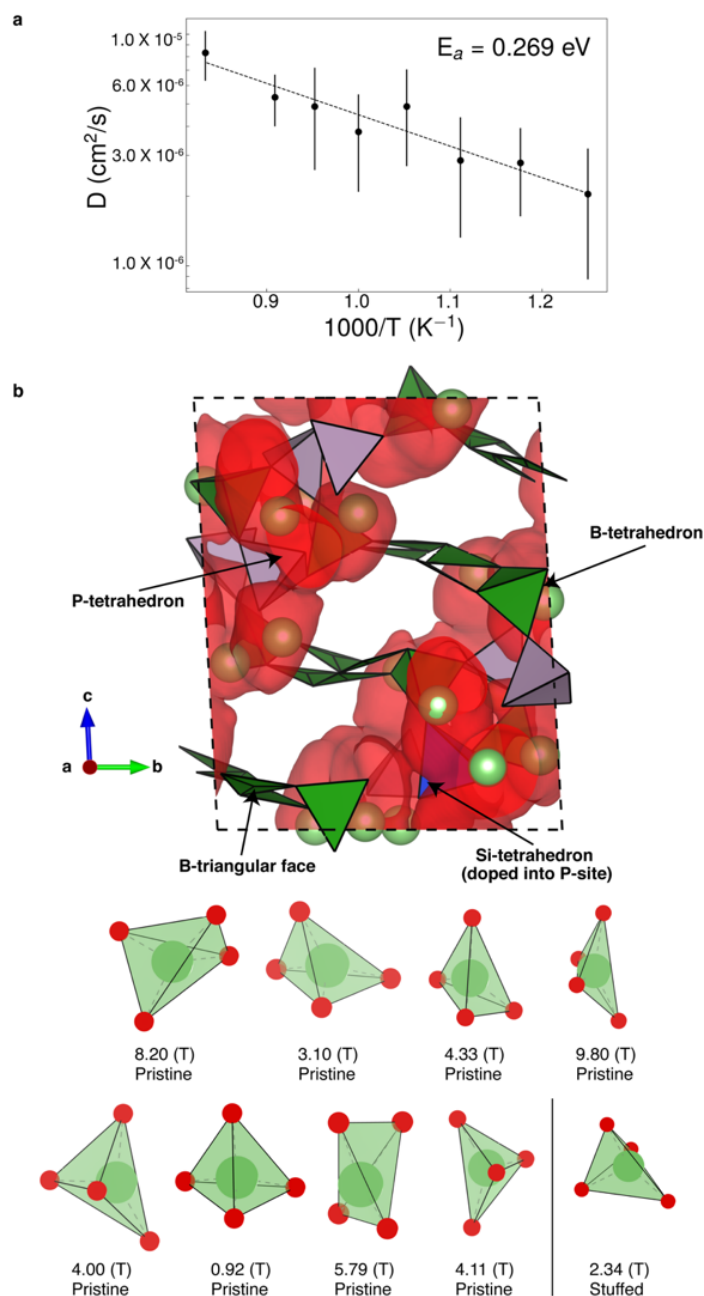 a
E_a = 0.269 eV
1.0 X 10⁻⁵
6.0 X 10⁻⁶
3.0 X 10⁻⁶
1.0 X 10⁻⁶
D (cm²/s)
0.9 1.0 1.1 1.2
1000/T (K⁻¹)
b
B-tetrahedron
P-tetrahedron
c
a
b
B-triangular face
Si-tetrahedron
(doped into P-site)
8.20 (T) 3.10 (T) 4.33 (T) 9.80 (T)
Pristine Pristine Pristine Pristine
4.00 (T) 0.92 (T) 5.79 (T) 4.11 (T) 2.34 (T)
Pristine Pristine Pristine Pristine Stuffed